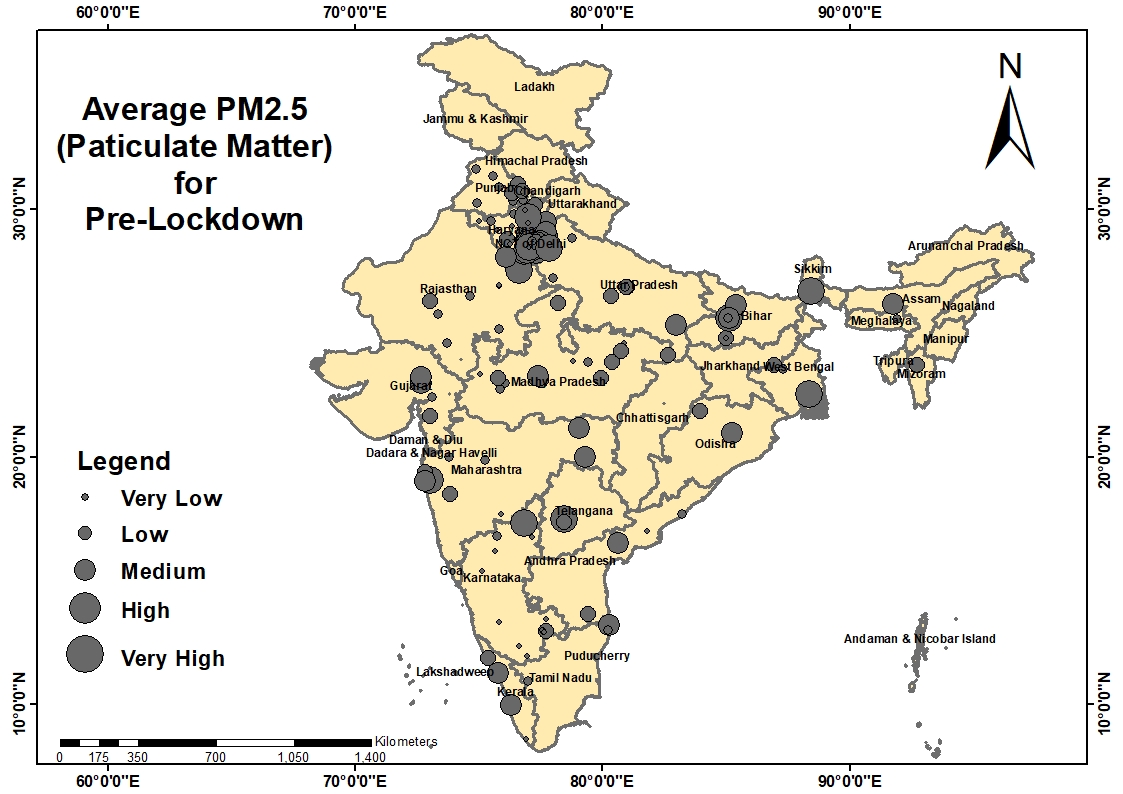 60°0'0"E 70°0'0"E 80°0'0"E 90°0'0"E
Average PM2.5
(Paticulate Matter)
for
Pre-Lockdown
N
Ladakh
Jammu & Kashmir
Himachal Pradesh
Punjab
Chandigarh
Uttarakhand
30°0'0"N
30°0'0"N
Haryana
NCT of Delhi
Arunanchal Pradesh
Sikkim
Rajasthan
Uttar Pradesh
Assam
Nagaland
Bihar
Meghalaya
Manipur
Tripura
Mizoram
Jharkhand
West Bengal
Gujarat
Madhya Pradesh
Chhattisgarh
Odisha
Daman & Diu
Dadara & Nagar Havelli
Maharashtra
20°0'0"N
20°0'0"N
Telangana
Andhra Pradesh
Goa
Karnataka
Puducherry
Andaman & Nicobar Island
Lakshadweep
Tamil Nadu
Kerala
10°0'0"N
10°0'0"N
Legend
Very Low
Low
Medium
High
Very High
Kilometers
0 175 350 700 1,050 1,400
60°0'0"E 70°0'0"E 80°0'0"E 90°0'0"E